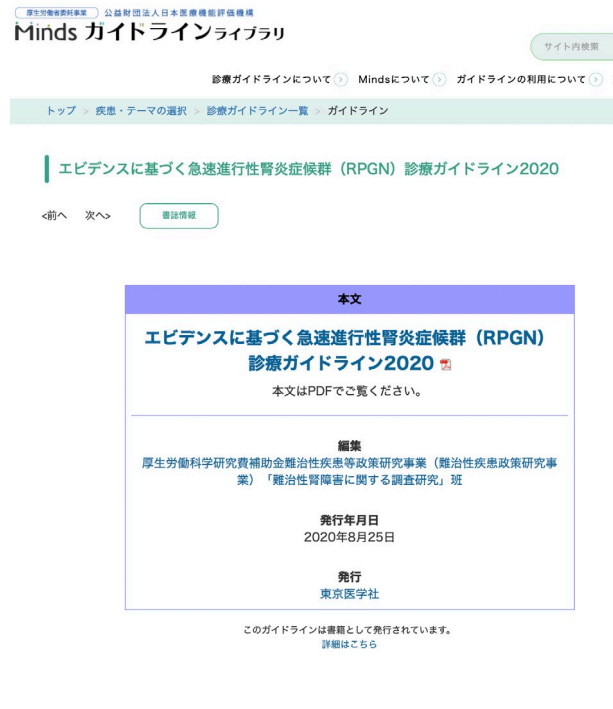 厚生労働省委託事業 公益財団法人日本医療機能評価機構
Minds ガイドラインライブラリ
サイト内検索
診療ガイドラインについて Mindsについて ガイドラインの利用について
トップ > 疾患・テーマの選択 > 診療ガイドライン一覧 > ガイドライン
エビデンスに基づく急速進行性腎炎症候群（RPGN）診療ガイドライン2020
<前へ 次へ> 書誌情報
本文
エビデンスに基づく急速進行性腎炎症候群（RPGN）
診療ガイドライン2020
本文はPDFでご覧ください。
編集
厚生労働科学研究費補助金難治性疾患等政策研究事業（難治性疾患政策研究事
業）「難治性腎障害に関する調査研究」班
発行年月日
2020年8月25日
発行
東京医学社
このガイドラインは書籍として発行されています。
詳細はこちら